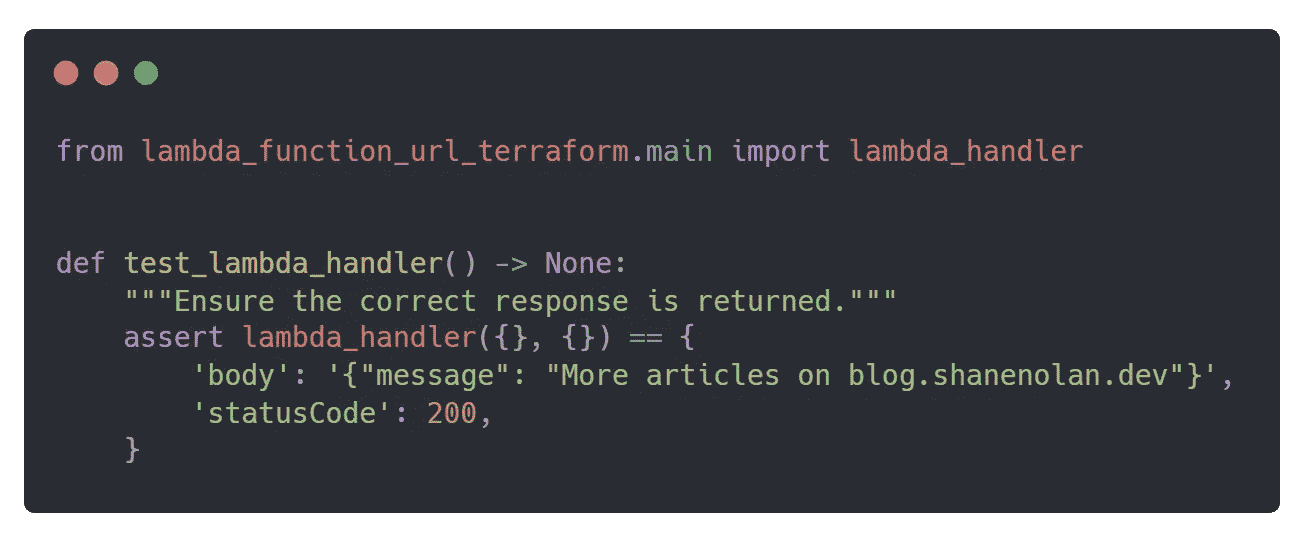 from lambda_function_url_terraform.main import lambda_handler
def test_lambda_handler() -> None:
    """Ensure the correct response is returned."""
    assert lambda_handler({}, {}) == {
        'body': '{"message": "More articles on blog.shanenolan.dev"}',
        'statusCode': 200,
    }